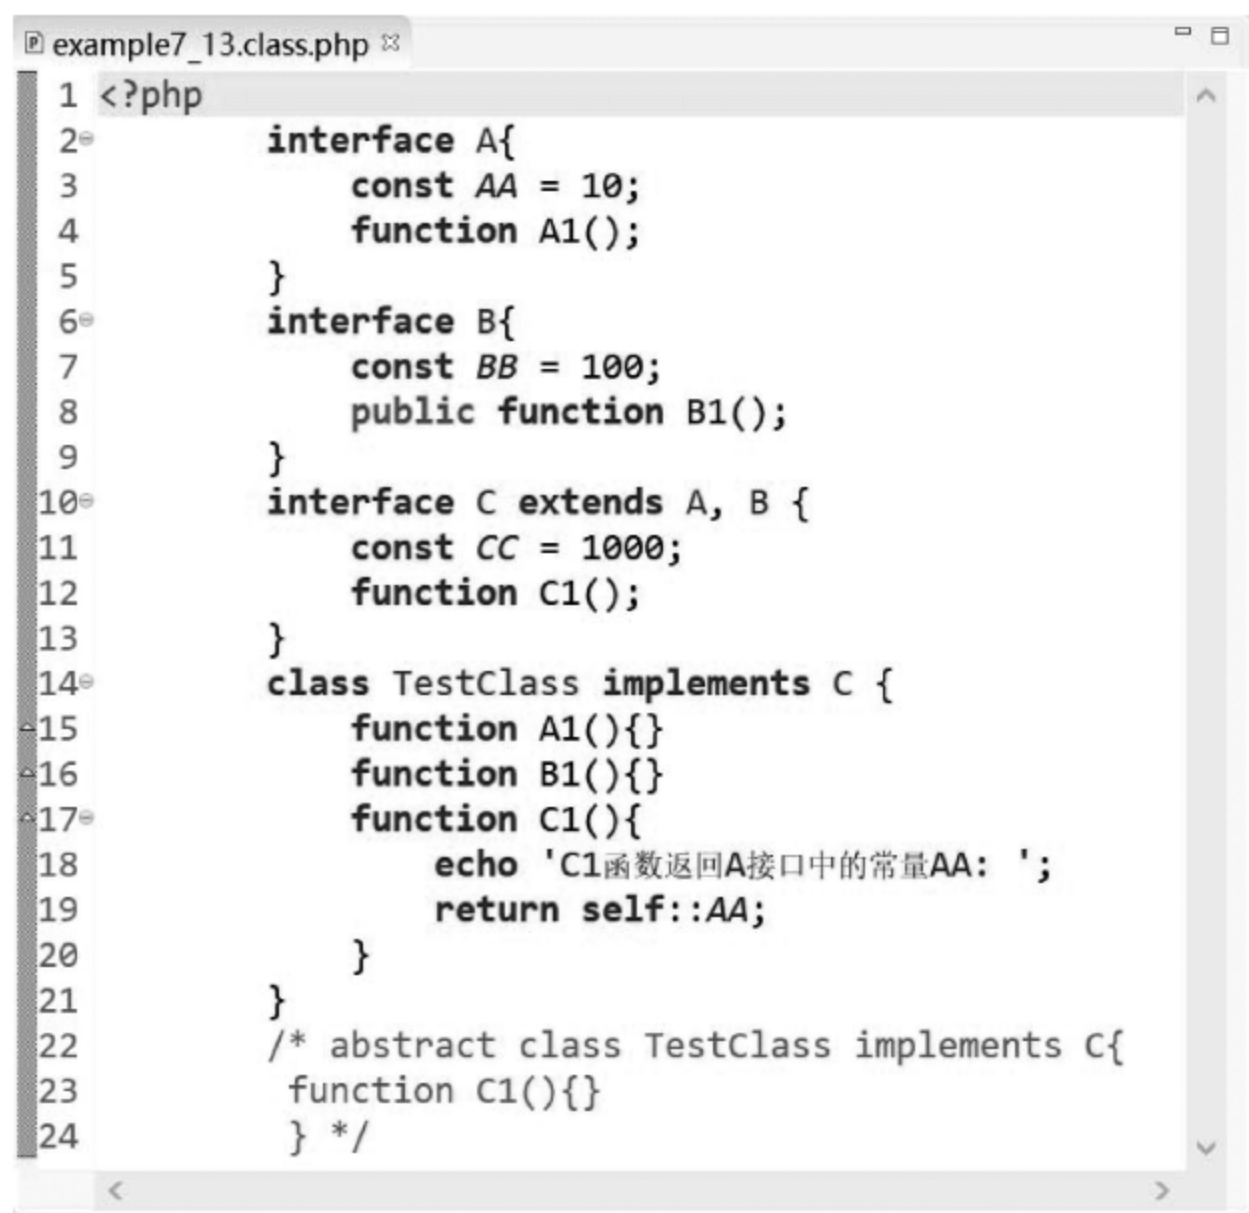 example7_13.class.php
1 <?php
2 interface A{
3 const AA = 10;
4 function A1();
5 }
6 interface B{
7 const BB = 100;
8 public function B1();
9 }
10 interface C extends A, B {
11 const CC = 1000;
12 function C1();
13 }
14 class TestClass implements C {
15 function A1(){}
16 function B1(){}
17 function C1(){
18 echo 'C1函数返回A接口中的常量AA: ';
19 return self::AA;
20 }
21 }
22 /* abstract class TestClass implements C{
23 function C1(){}
24 } */